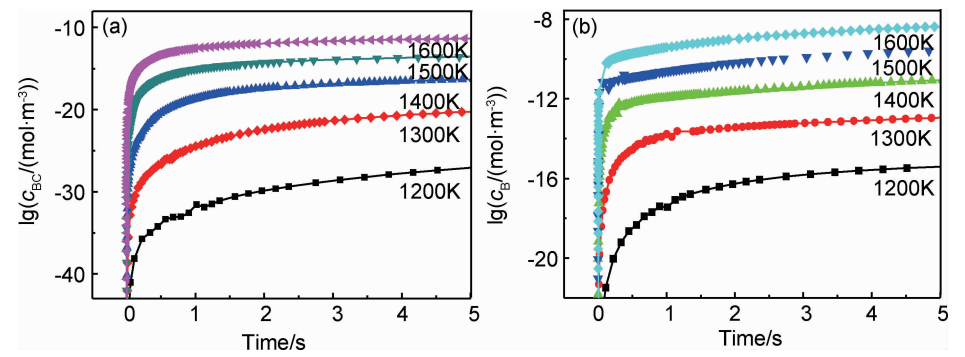 (a)
lg(c_BC/(mol·m⁻³)
-10
-20
-30
-40
1600K
1500K
1400K
1300K
1200K
0 1 2 3 4 5
Time/s
(b)
lg(c_B/(mol·m⁻³)
-8
-12
-16
-20
1600K
1500K
1400K
1300K
1200K
0 1 2 3 4 5
Time/s